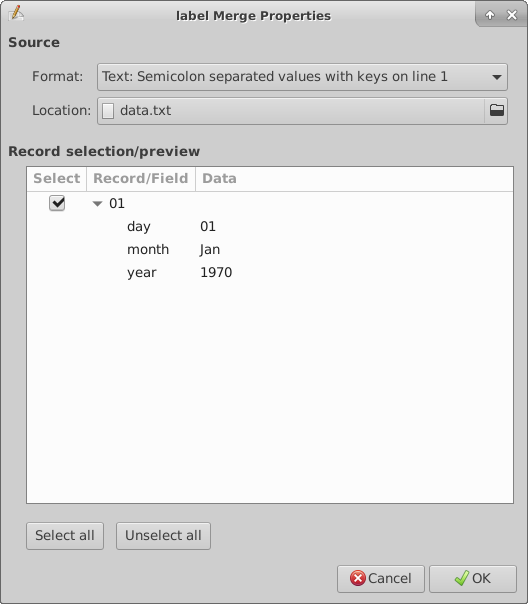 label Merge Properties
Source
Format: Text: Semicolon separated values with keys on line 1
Location: data.txt
Record selection/preview
Select Record/Field Data
01
day 01
month Jan
year 1970
Select all Unselect all
Cancel OK